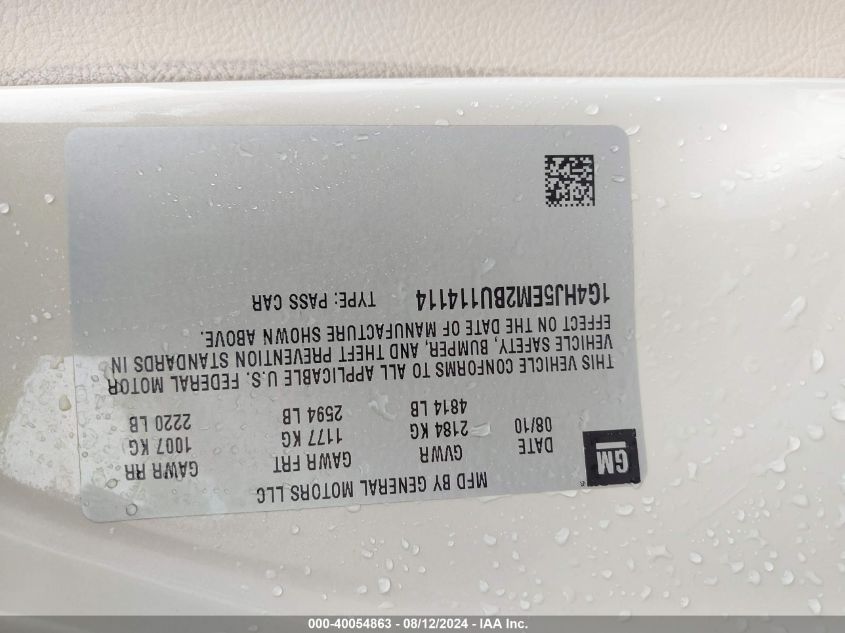 GM
MFD BY GENERAL MOTORS LLC
DATE GVWR GAWR FRT GAWR RR
08/10 2184 KG 1177 KG 1007 KG
4814 LB 2594 LB 2220 LB
THIS VEHICLE CONFORMS TO ALL APPLICABLE U.S. FEDERAL MOTOR
VEHICLE SAFETY, BUMPER, AND THEFT PREVENTION STANDARDS IN
EFFECT ON THE DATE OF MANUFACTURE SHOWN ABOVE.
1G4HJ5EM2BU114114 TYPE: PASS CAR
000-40054863 - 08/12/2024 - IAA Inc.